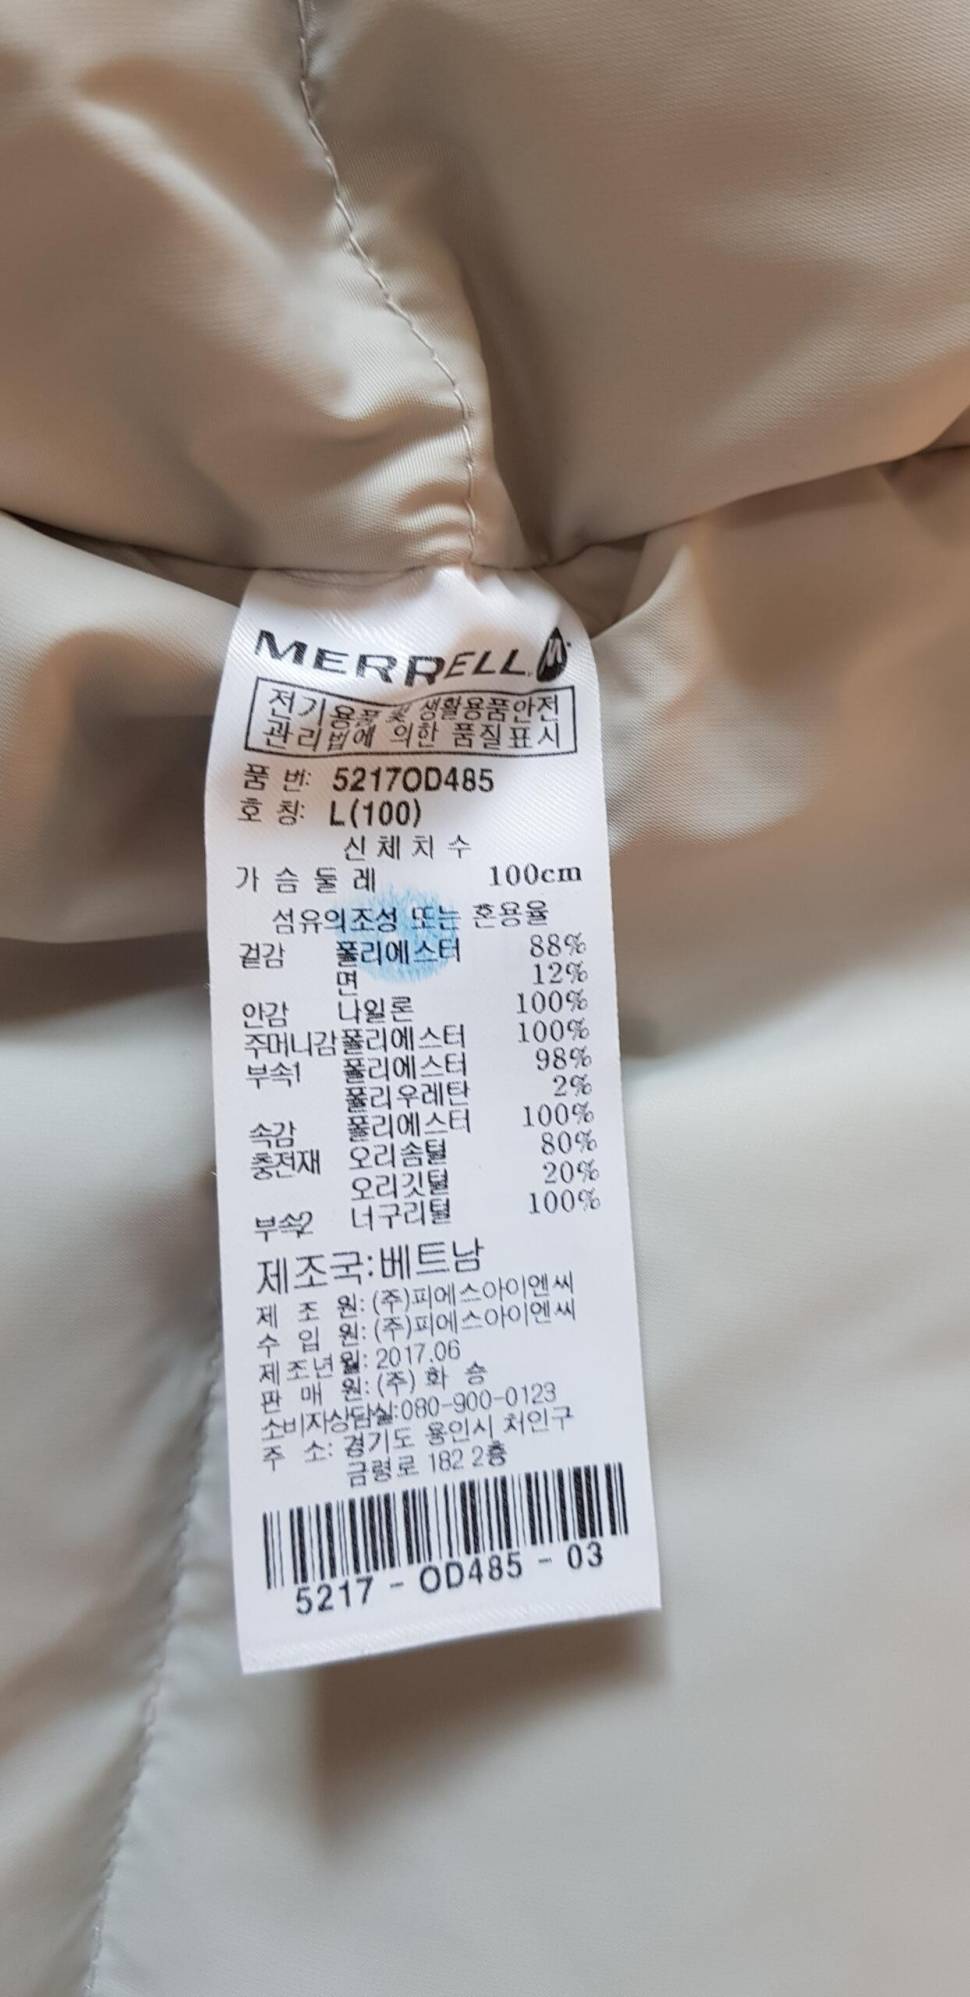 MERRELL
전기용품 및 생활용품안전
관리법에 의한 품질표시
품 번: 5217OD485
호 칭: L(100)
신체치수
가슴둘레 100cm
섬유의조성 또는 혼용율
겉감 폴리에스터 88%
면 12%
안감 나일론 100%
주머니감 폴리에스터 100%
부속1 폴리에스터 98%
폴리우레탄 2%
속감 폴리에스터 100%
충전재 오리솜털 80%
오리깃털 20%
부속2 너구리털 100%
제조국:베트남
제 조 원: (주)피에스아이엔씨
수 입 원: (주)피에스아이엔씨
제조년월: 2017.06
판 매 원: (주) 화 승
소비자상담실:080-900-0123
주 소: 경기도 용인시 처인구
금령로 182 2층
5217 - OD485 - 03